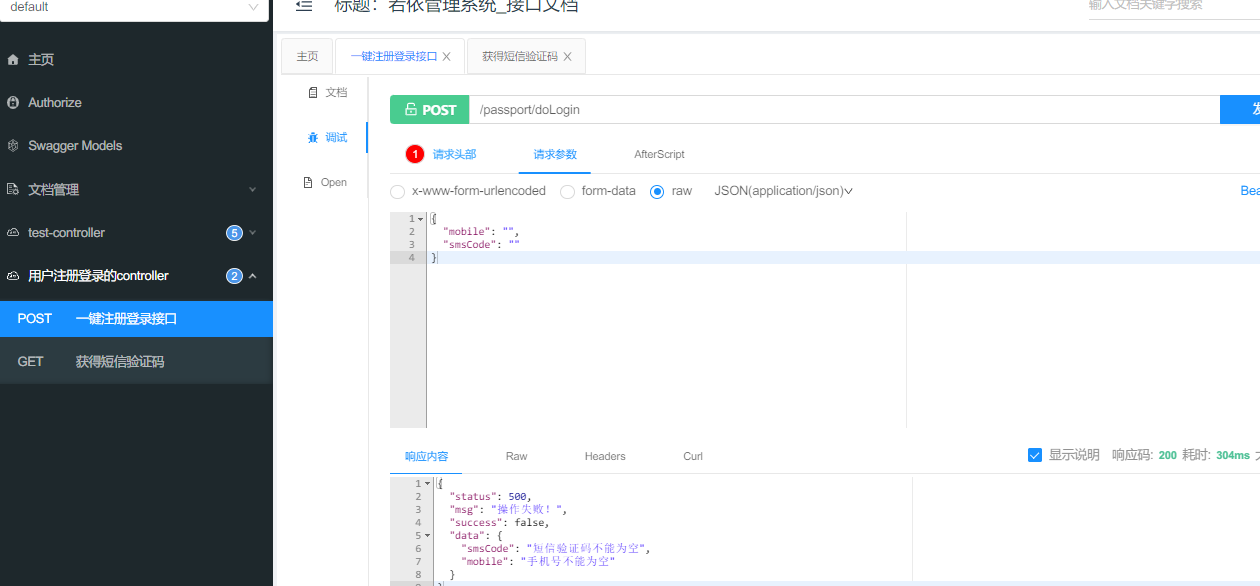 default
标题：若依管理系统_接口文档
输入文档关键字搜索
主页
Authorize
Swagger Models
文档管理
test-controller 5
用户注册登录的controller 2
POST 一键注册登录接口
GET 获得短信验证码
主页 一键注册登录接口 获得短信验证码
文档
调试
Open
POST /passport/doLogin 发
1 请求头部 请求参数 AfterScript
x-www-form-urlencoded form-data raw JSON(application/json) Bea
1 {
2 "mobile": "",
3 "smsCode": ""
4 }
响应内容 Raw Headers Curl 显示说明 响应码: 200 耗时: 304ms
1 {
2 "status": 500,
3 "msg": "操作失败！",
4 "success": false,
5 "data": {
6 "smsCode": "短信验证码不能为空",
7 "mobile": "手机号不能为空"
8 }
9 }